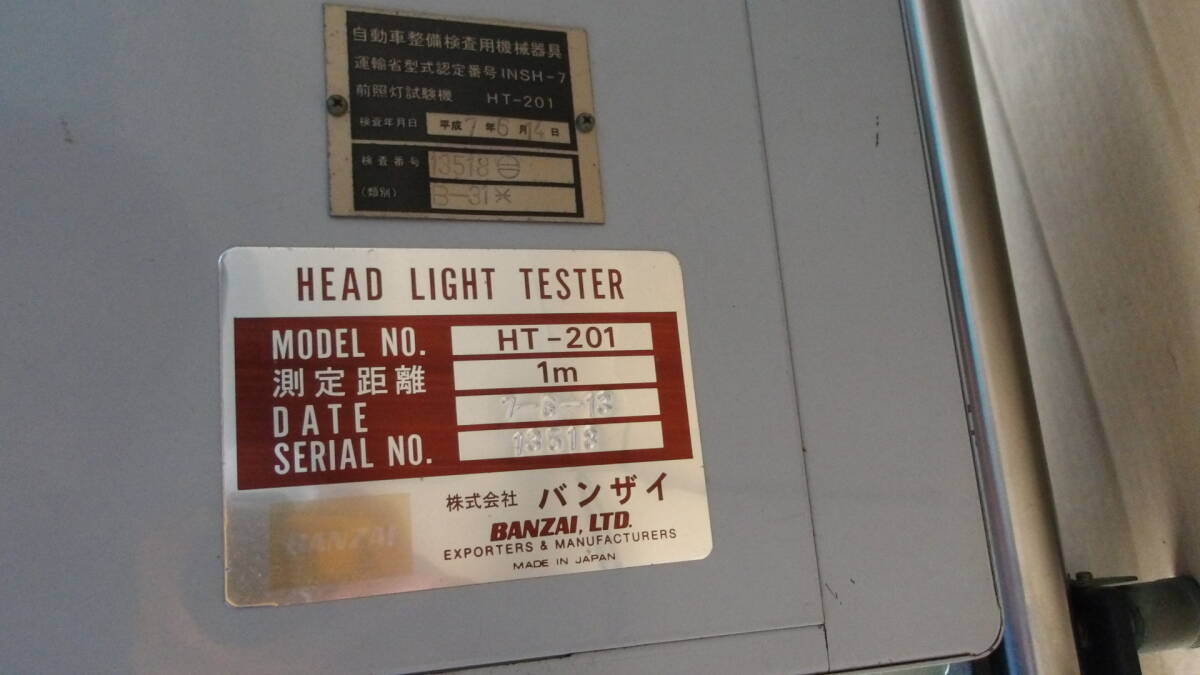 自動車整備検査用機械器具
運輸省型式認定番号 INSH-7
前照灯試験機 HT-201
検査年月日 平成 7 年 6 月 14 日
検査番号 13518
(類別) B-31
HEAD LIGHT TESTER
MODEL NO. HT-201
測定距離 1m
DATE 7-6-13
SERIAL NO. 13518
株式会社 バンザイ
BANZAI
BANZAI, LTD.
EXPORTERS & MANUFACTURERS
MADE IN JAPAN